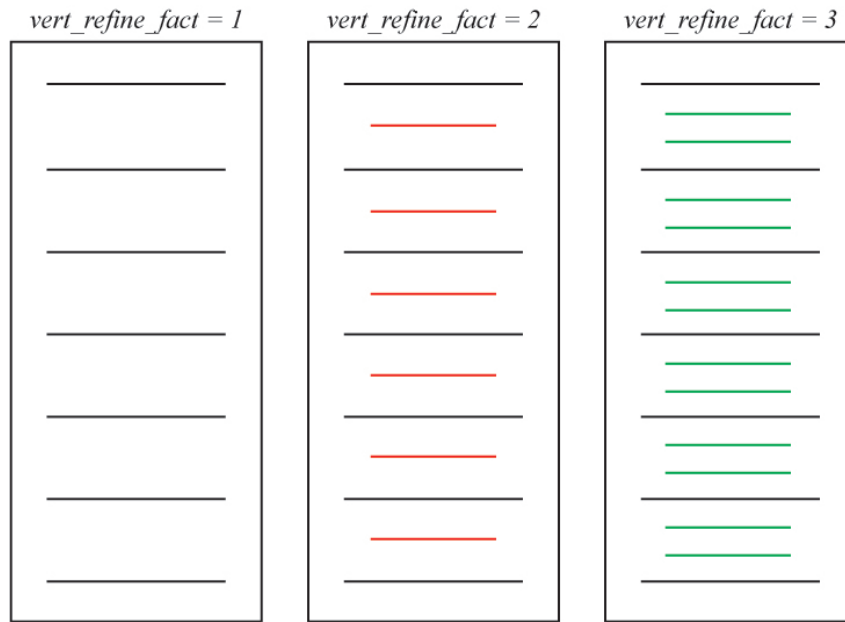 vert_refine_fact = 1
vert_refine_fact = 2
vert_refine_fact = 3